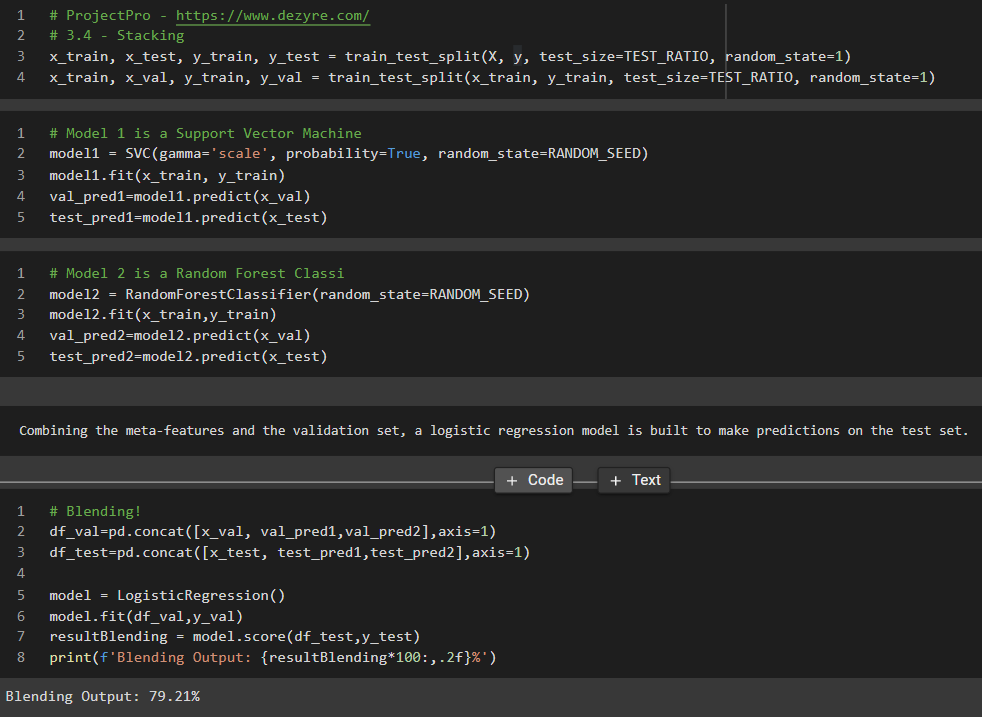 1 # ProjectPro - https://www.dezyre.com/
2 # 3.4 - Stacking
3 x_train, x_test, y_train, y_test = train_test_split(X, y, test_size=TEST_RATIO, random_state=1)
4 x_train, x_val, y_train, y_val = train_test_split(x_train, y_train, test_size=TEST_RATIO, random_state=1)
1 # Model 1 is a Support Vector Machine
2 model1 = SVC(gamma='scale', probability=True, random_state=RANDOM_SEED)
3 model1.fit(x_train, y_train)
4 val_pred1=model1.predict(x_val)
5 test_pred1=model1.predict(x_test)
1 # Model 2 is a Random Forest Classi
2 model2 = RandomForestClassifier(random_state=RANDOM_SEED)
3 model2.fit(x_train,y_train)
4 val_pred2=model2.predict(x_val)
5 test_pred2=model2.predict(x_test)
Combining the meta-features and the validation set, a logistic regression model is built to make predictions on the test set.
+ Code + Text
1 # Blending!
2 df_val=pd.concat([x_val, val_pred1,val_pred2],axis=1)
3 df_test=pd.concat([x_test, test_pred1,test_pred2],axis=1)
4
5 model = LogisticRegression()
6 model.fit(df_val,y_val)
7 resultBlending = model.score(df_test,y_test)
8 print(f'Blending Output: {resultBlending*100:,.2f}%')
Blending Output: 79.21%